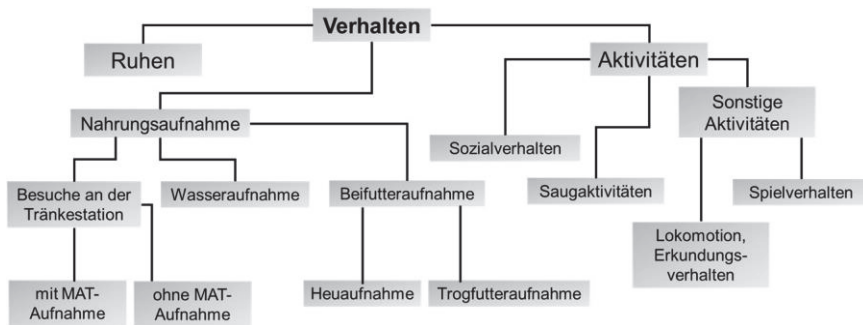 Verhalten
Ruhen
Aktivitäten
Nahrungsaufnahme
Sozialverhalten
Sonstige
Aktivitäten
Besuche an der
Tränkestation
Wasseraufnahme
Beifutteraufnahme
Saugaktivitäten
Spielverhalten
Lokomotion,
Erkundungs-
verhalten
mit MAT-
Aufnahme
ohne MAT-
Aufnahme
Heuaufnahme
Trogfutteraufnahme